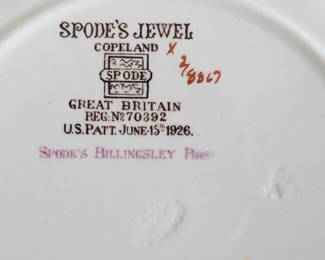 SPODE'S JEWEL
COPELAND X
2/8867
SPODE
GREAT BRITAIN
REG: No 70392
U.S. PATT. JUNE·15th 1926.
SPODE'S BILLINGSLEY